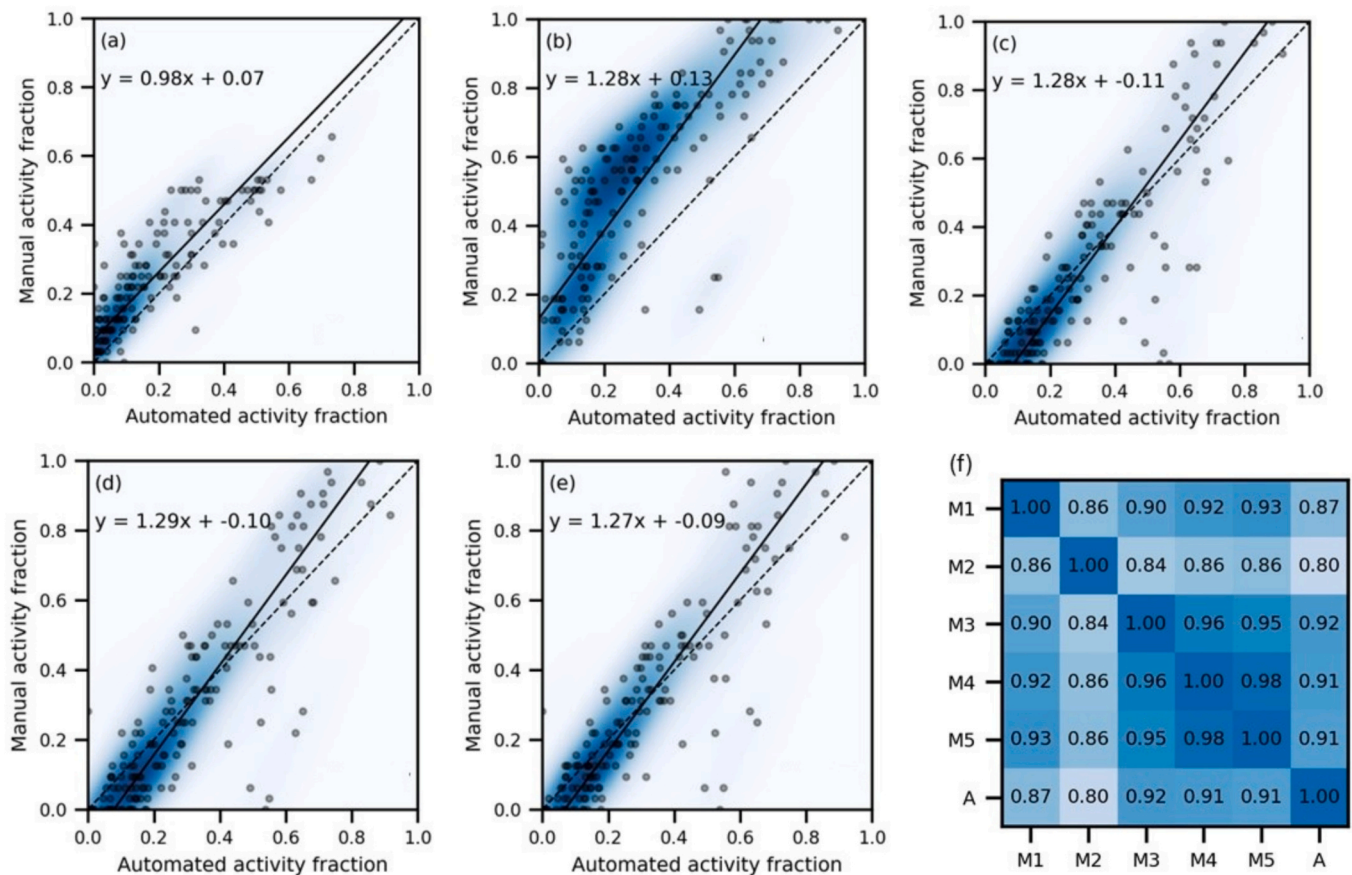 (a)
y = 0.98x + 0.07
Manual activity fraction
1.0
0.8
0.6
0.4
0.2
0.0
0.0 0.2 0.4 0.6 0.8 1.0
Automated activity fraction
(b)
y = 1.28x + 0.13
Manual activity fraction
1.0
0.8
0.6
0.4
0.2
0.0
0.0 0.2 0.4 0.6 0.8 1.0
Automated activity fraction
(c)
y = 1.28x + -0.11
Manual activity fraction
1.0
0.8
0.6
0.4
0.2
0.0
0.0 0.2 0.4 0.6 0.8 1.0
Automated activity fraction
(d)
y = 1.29x + -0.10
Manual activity fraction
1.0
0.8
0.6
0.4
0.2
0.0
0.0 0.2 0.4 0.6 0.8 1.0
Automated activity fraction
(e)
y = 1.27x + -0.09
Manual activity fraction
1.0
0.8
0.6
0.4
0.2
0.0
0.0 0.2 0.4 0.6 0.8 1.0
Automated activity fraction
(f)
M1 1.00 0.86 0.90 0.92 0.93 0.87
M2 0.86 1.00 0.84 0.86 0.86 0.80
M3 0.90 0.84 1.00 0.96 0.95 0.92
M4 0.92 0.86 0.96 1.00 0.98 0.91
M5 0.93 0.86 0.95 0.98 1.00 0.91
A 0.87 0.80 0.92 0.91 0.91 1.00
M1 M2 M3 M4 M5 A